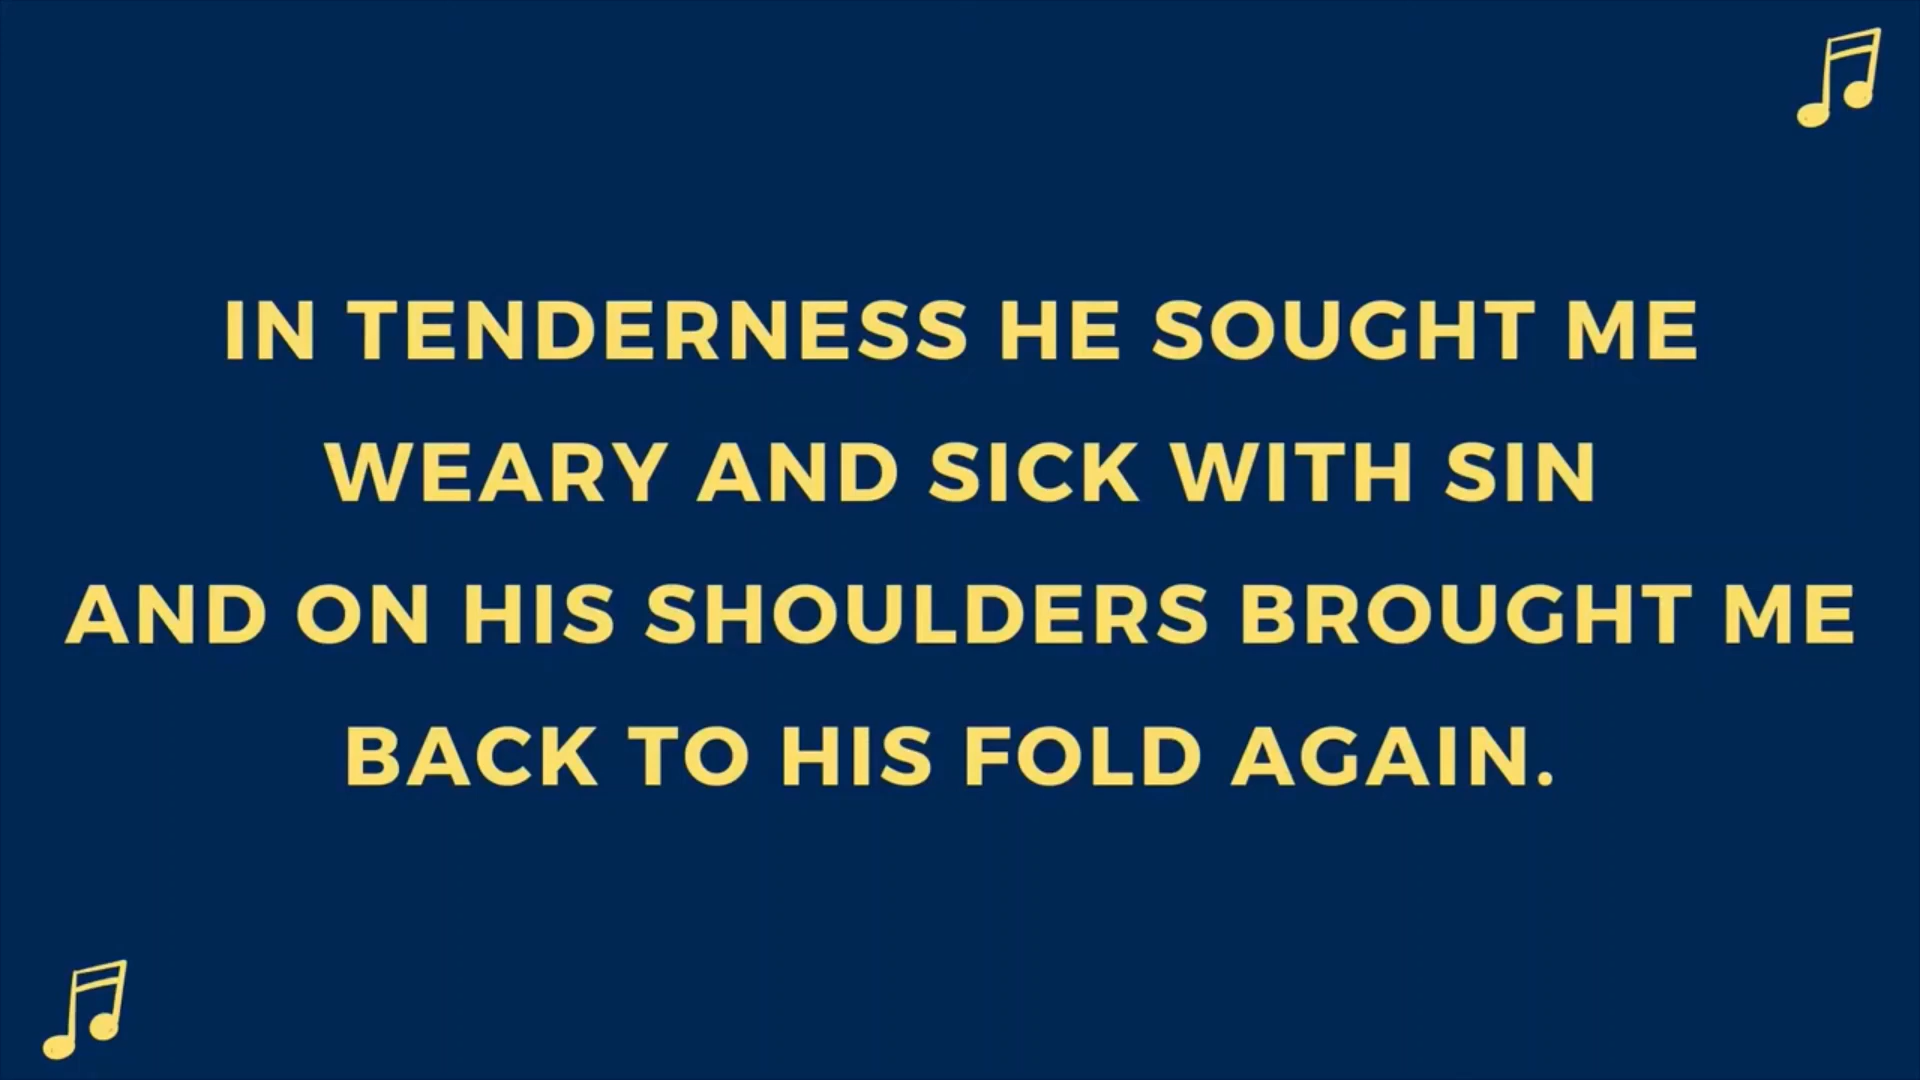 IN TENDERNESS HE SOUGHT ME
WEARY AND SICK WITH SIN
AND ON HIS SHOULDERS BROUGHT ME
BACK TO HIS FOLD AGAIN.